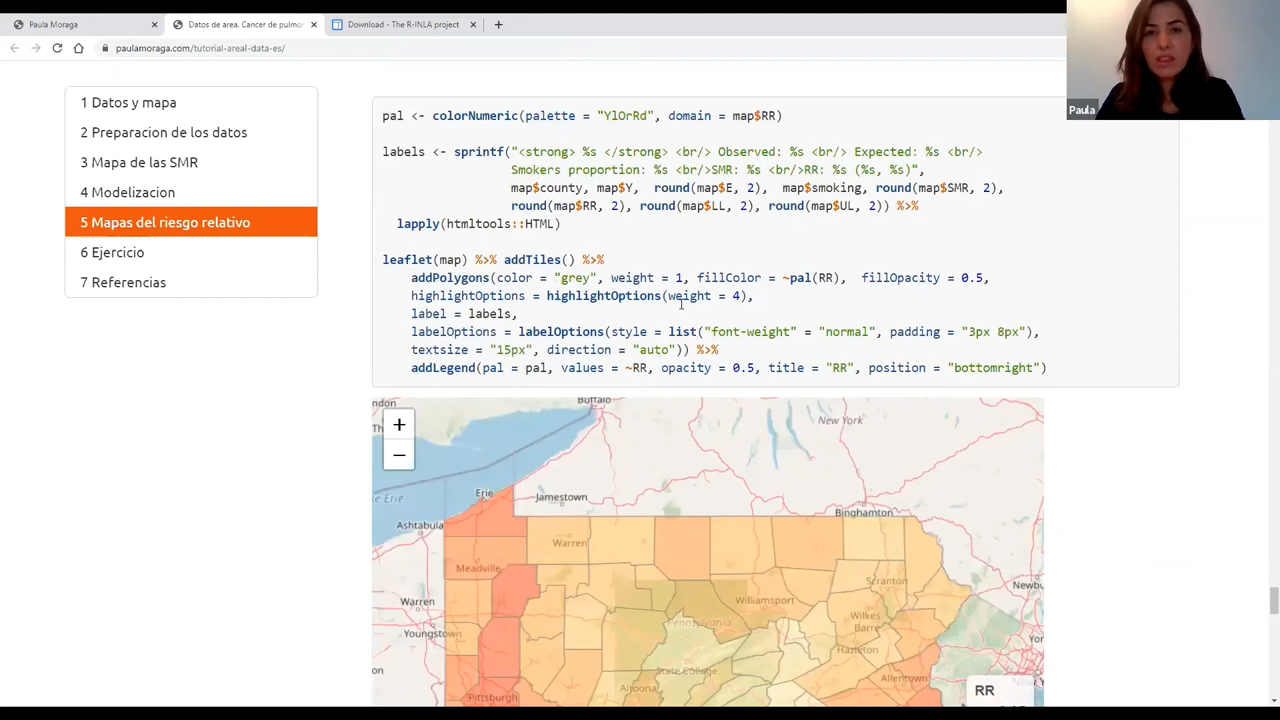 Paula Moraga
Datos de area. Cancer de pulmo
Download - The R-INLA project
paulamoraga.com/tutorial-areal-data-es/
Paula
1 Datos y mapa
2 Preparacion de los datos
3 Mapa de las SMR
4 Modelizacion
5 Mapas del riesgo relativo
6 Ejercicio
7 Referencias
pal <- colorNumeric(palette = "YlOrRd", domain = map$RR)
labels <- sprintf("<strong> %s </strong> <br/> Observed: %s <br/> Expected: %s <br/>
Smokers proportion: %s <br/>SMR: %s <br/>RR: %s (%s, %s)",
map$county, map$Y, round(map$E, 2), map$smoking, round(map$SMR, 2),
round(map$RR, 2), round(map$LL, 2), round(map$UL, 2)) %>%
lapply(htmltools::HTML)
leaflet(map) %>% addTiles() %>%
addPolygons(color = "grey", weight = 1, fillColor = ~pal(RR), fillOpacity = 0.5,
highlightOptions = highlightOptions(weight = 4),
label = labels,
labelOptions = labelOptions(style = list("font-weight" = "normal", padding = "3px 8px"),
textsize = "15px", direction = "auto")) %>%
addLegend(pal = pal, values = ~RR, opacity = 0.5, title = "RR", position = "bottomright")
+
−
ndon
Th
Buffalo
New York
ke Erie
Erie
Jamestown
Binghamton
Ashtabula
Warren
Meadville
Scranton
Newbu
Warren
Williamsport
Wilkes
Barre
Youngstown
Pennsylvania
Yor
Hazleton
on
State College
Allentown
Altoona
Pittsburgh
RR